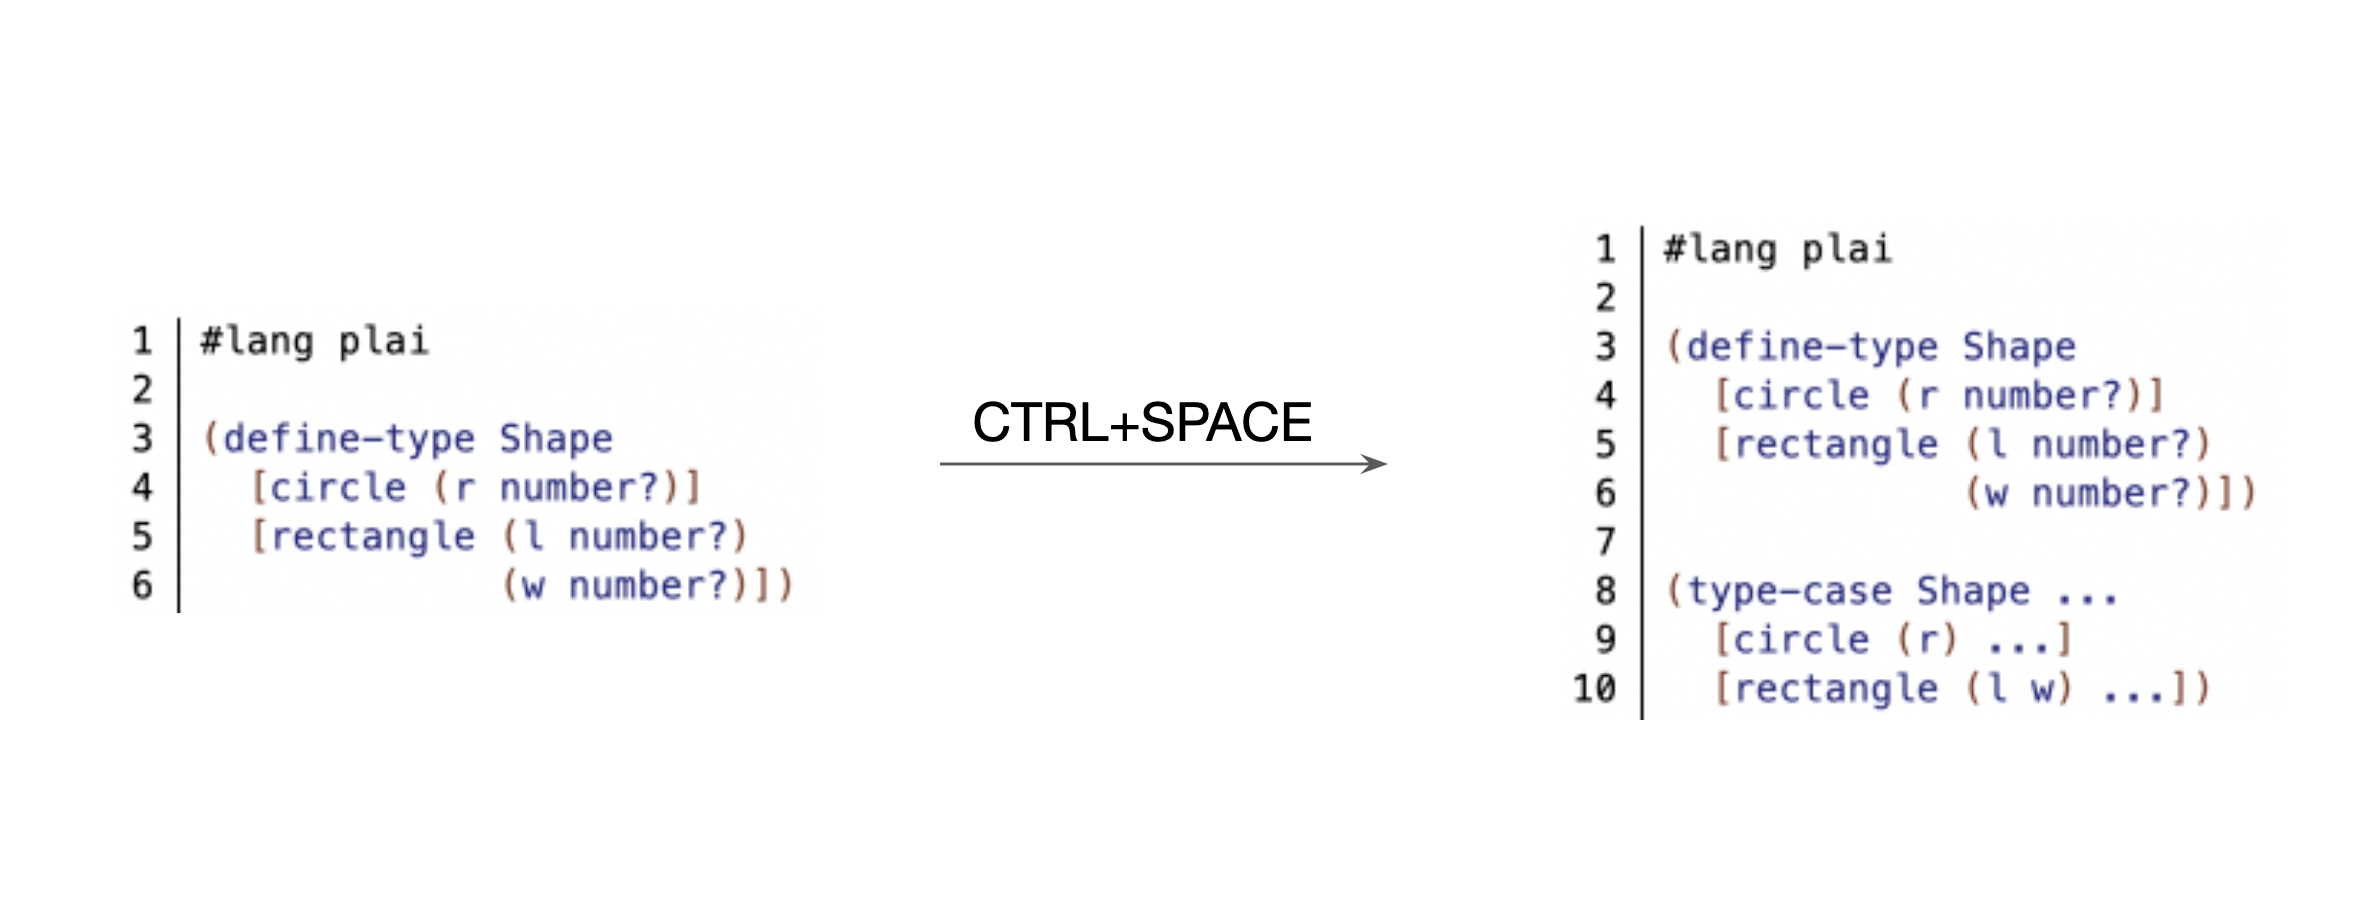 1 #lang plai
2
3 (define-type Shape
4 [circle (r number?)]
5 [rectangle (l number?)
6 (w number?)])
CTRL+SPACE
1 #lang plai
2
3 (define-type Shape
4 [circle (r number?)]
5 [rectangle (l number?)
6 (w number?)])
7
8 (type-case Shape ...
9 [circle (r) ...]
10 [rectangle (l w) ...])